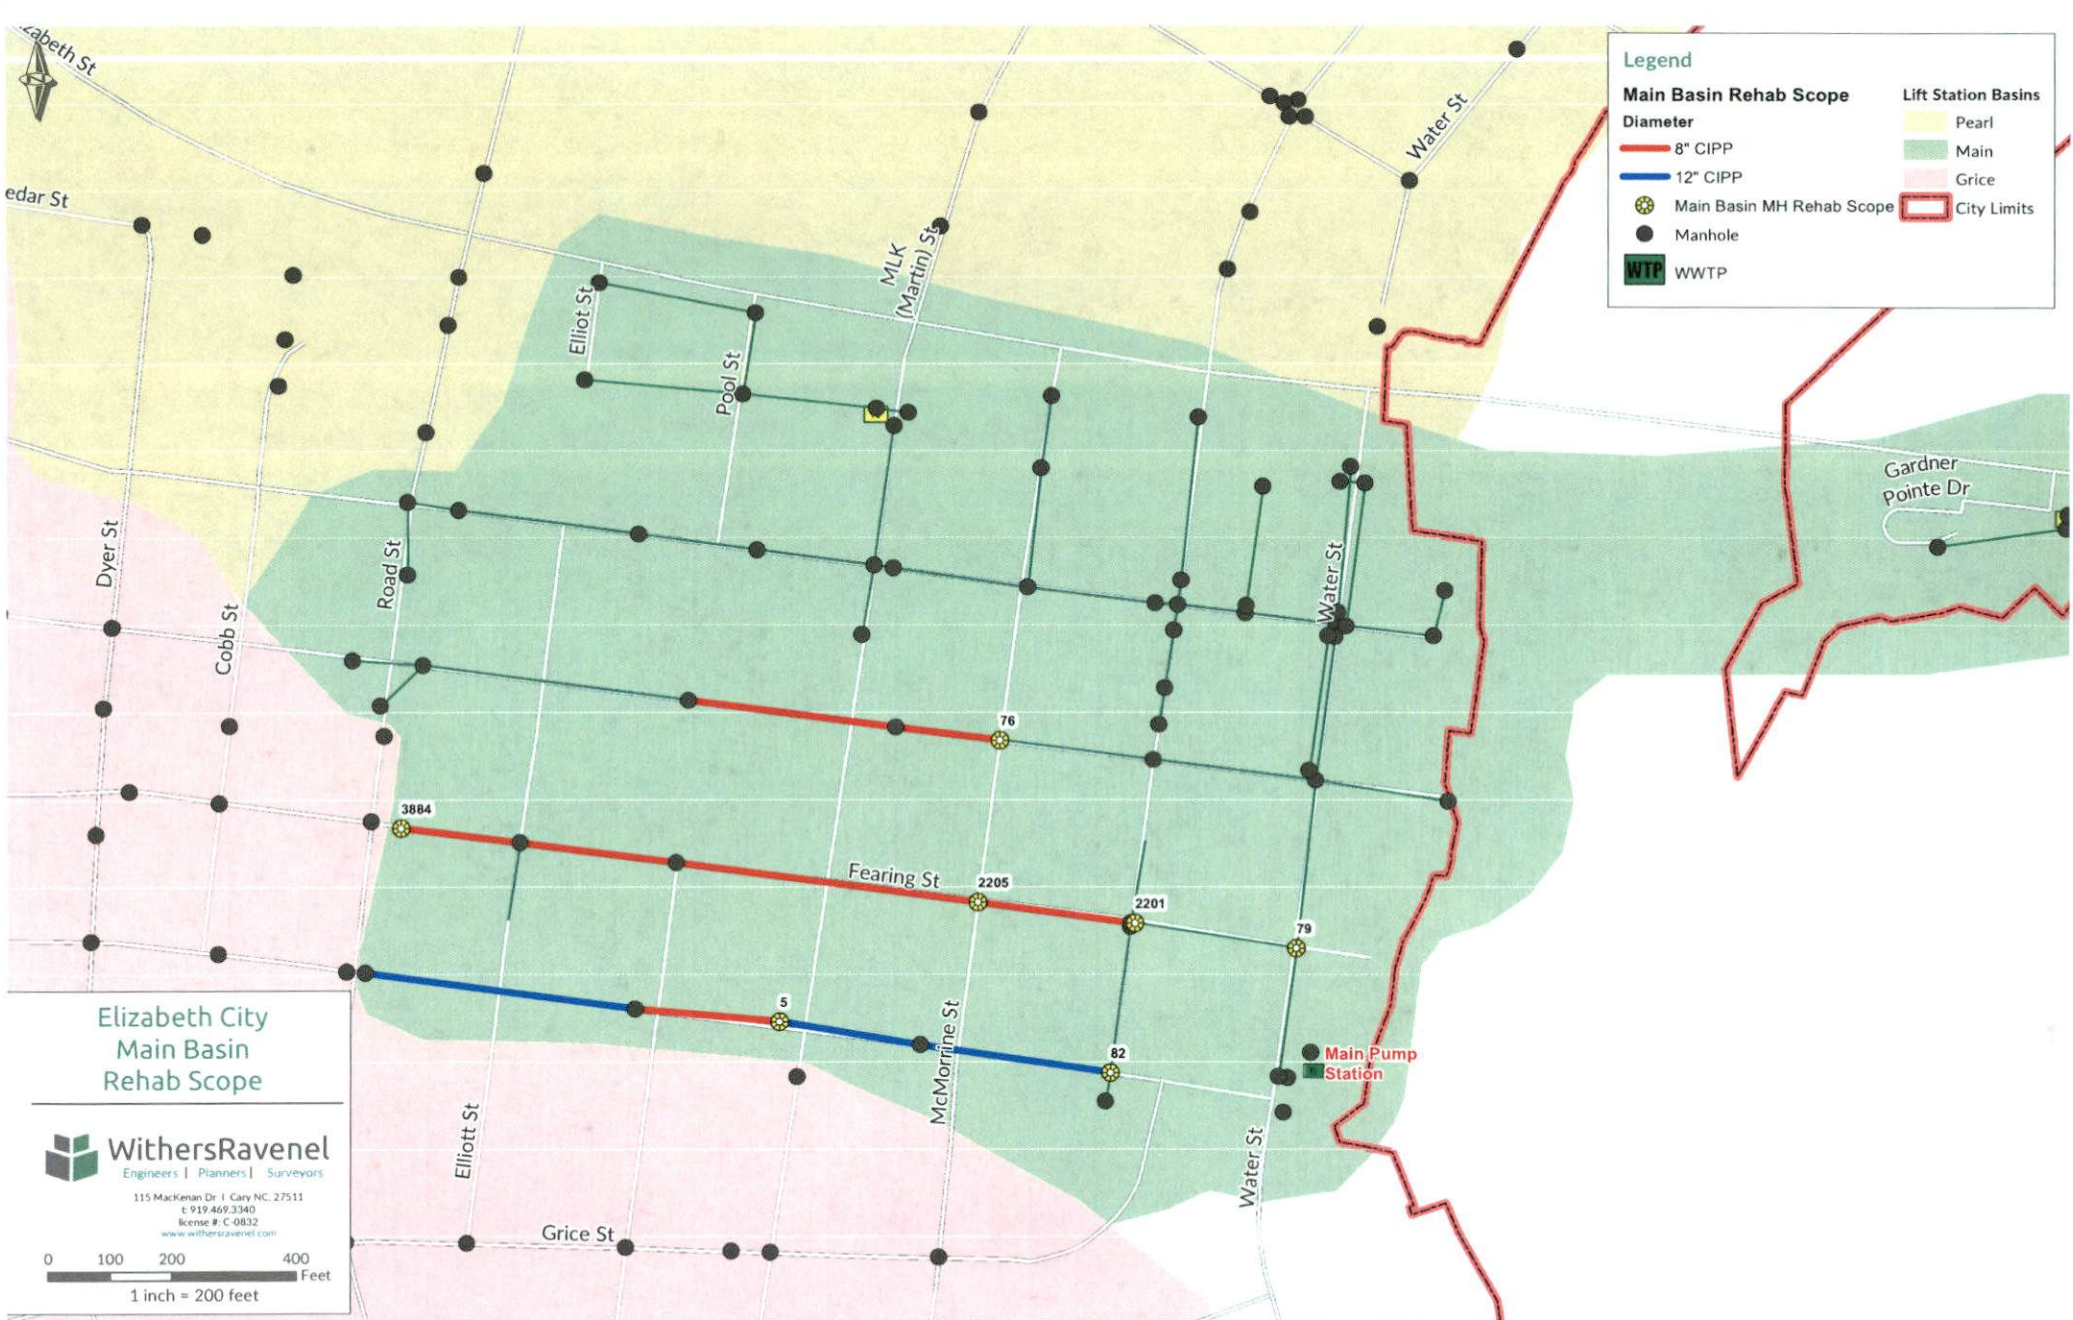 zabeth St
edar St
Water St
MLK
(Martin) St
Elliot St
Pool St
Dyer St
Cobb St
Road St
Water St
Gardner
Pointe Dr
76
3884
Fearing St
2205
2201
79
5
82
McMorrine St
Main Pump
Station
Elliott St
Water St
Grice St
Legend
Main Basin Rehab Scope
Diameter
8" CIPP
12" CIPP
Main Basin MH Rehab Scope
Manhole
WTP WWTP
Lift Station Basins
Pearl
Main
Grice
City Limits
Elizabeth City
Main Basin
Rehab Scope
WithersRavenel
Engineers | Planners | Surveyors
115 MacKenan Dr | Cary NC, 27511
t: 919.469.3340
license #: C-0832
www.withersravenel.com
0 100 200 400
Feet
1 inch = 200 feet